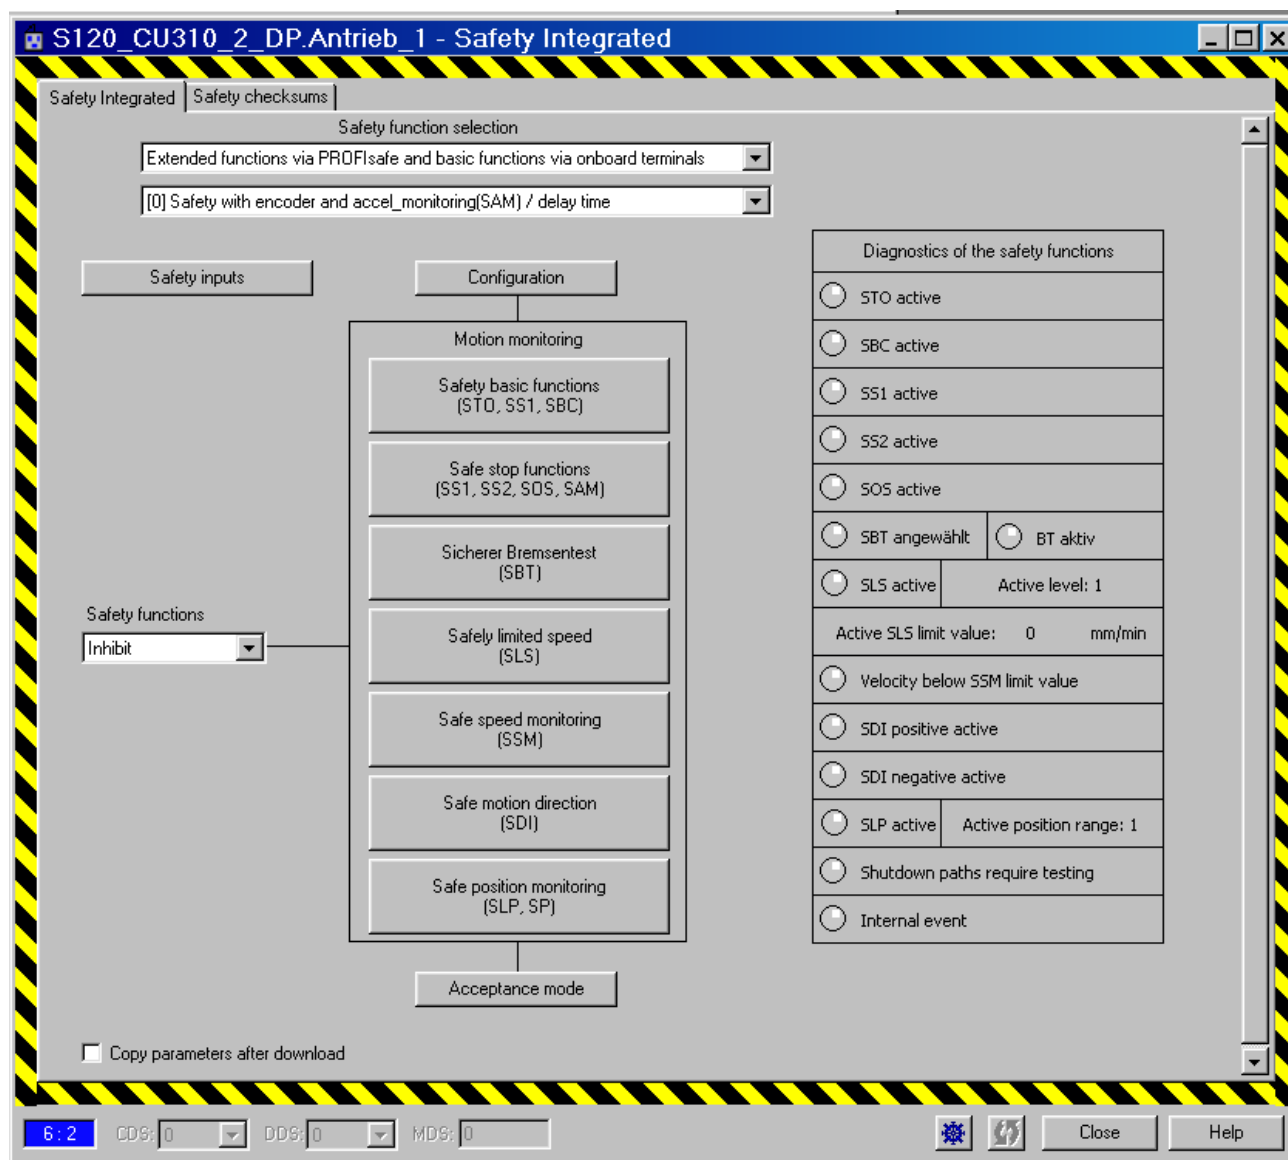 S120_CU310_2_DP.Antrieb_1 - Safety Integrated
Safety Integrated
Safety checksums
Safety function selection
Extended functions via PROFIsafe and basic functions via onboard terminals
[0] Safety with encoder and accel_monitoring(SAM) / delay time
Safety inputs
Configuration
Motion monitoring
Safety basic functions
(STO, SS1, SBC)
Safe stop functions
(SS1, SS2, SOS, SAM)
Sicherer Bremsentest
(SBT)
Safety functions
Inhibit
Safely limited speed
(SLS)
Safe speed monitoring
(SSM)
Safe motion direction
(SDI)
Safe position monitoring
(SLP, SP)
Acceptance mode
Diagnostics of the safety functions
STO active
SBC active
SS1 active
SS2 active
SOS active
SBT angewählt
BT aktiv
SLS active
Active level: 1
Active SLS limit value: 0 mm/min
Velocity below SSM limit value
SDI positive active
SDI negative active
SLP active
Active position range: 1
Shutdown paths require testing
Internal event
Copy parameters after download
6:2
CDS: 0
DDS: 0
MDS: 0
Close
Help